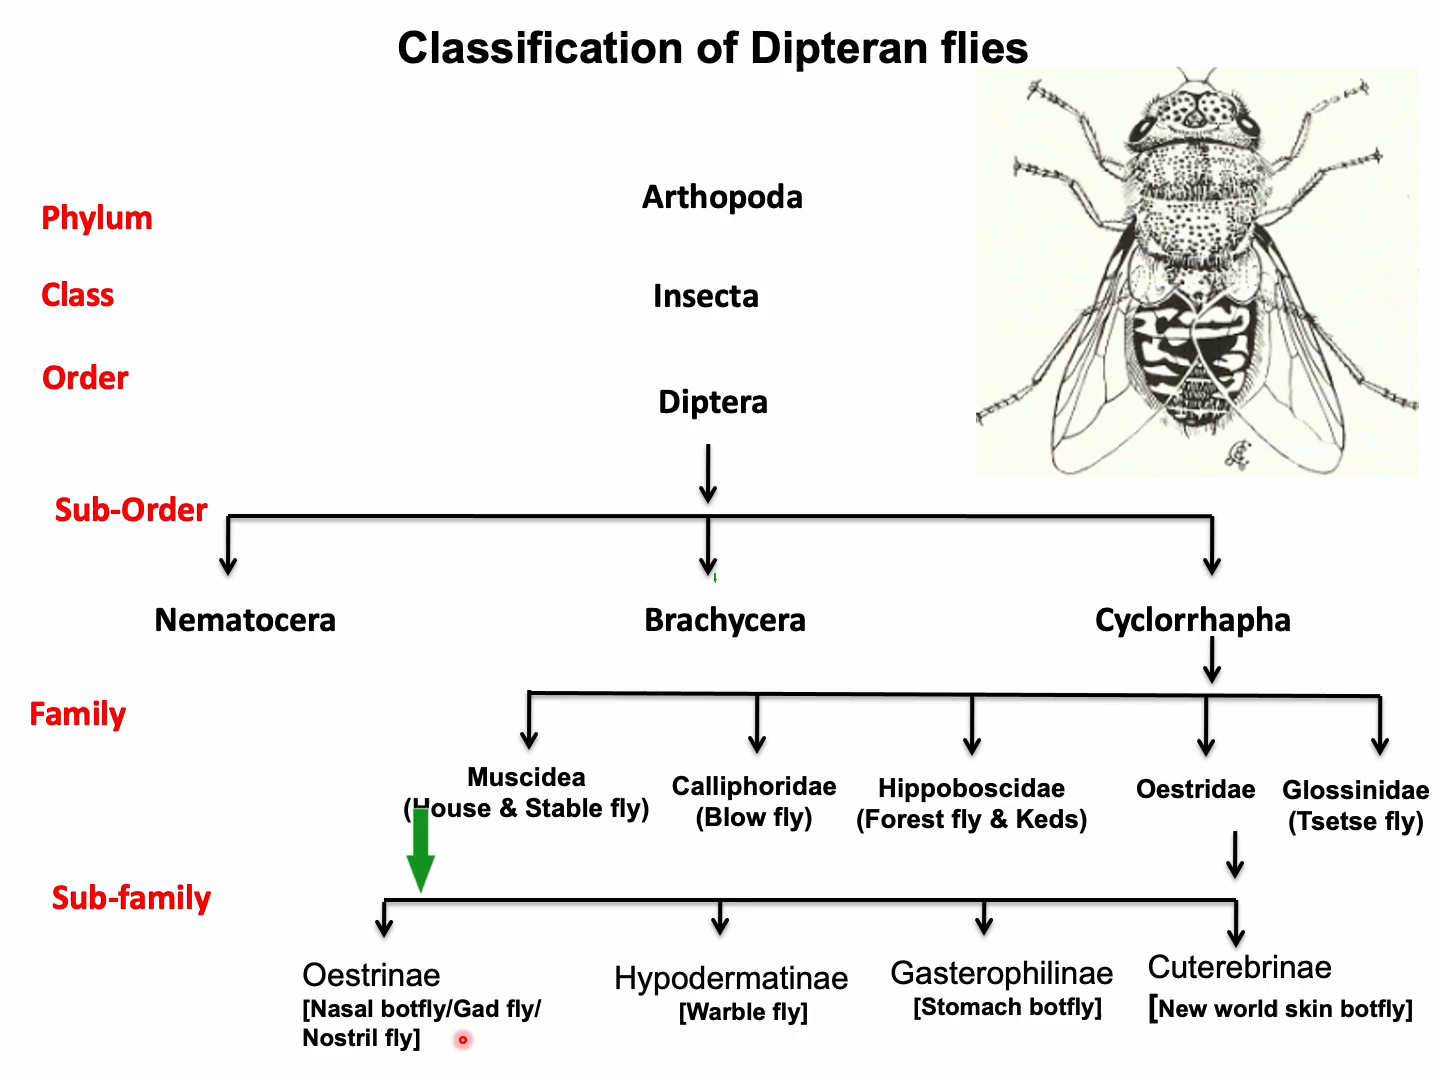 Classification of Dipteran flies
Phylum
Arthopoda
Class
Insecta
Order
Diptera
Sub-Order
Nematocera
Brachycera
Cyclorrhapha
Family
Muscidea
(House & Stable fly)
Calliphoridae
(Blow fly)
Hippoboscidae
(Forest fly & Keds)
Oestridae
Glossinidae
(Tsetse fly)
Sub-family
Oestrinae
[Nasal botfly/Gad fly/
Nostril fly]
Hypodermatinae
[Warble fly]
Gasterophilinae
[Stomach botfly]
Cuterebrinae
[New world skin botfly]